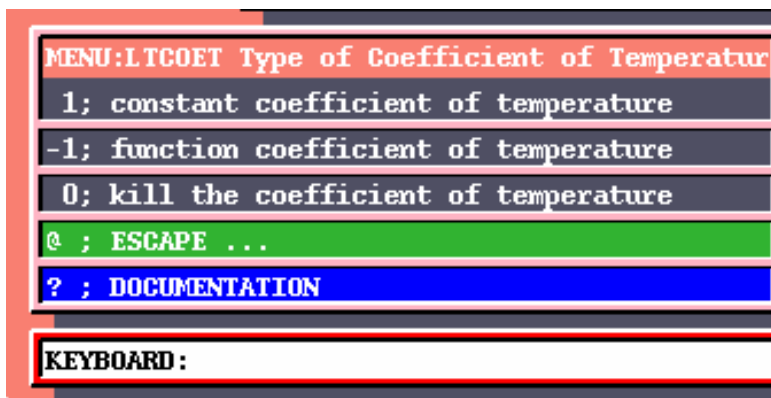 MENU:LTCOET Type of Coefficient of Temperatur
1; constant coefficient of temperature
-1; function coefficient of temperature
0; kill the coefficient of temperature
@ ; ESCAPE ...
? ; DOCUMENTATION
KEYBOARD: